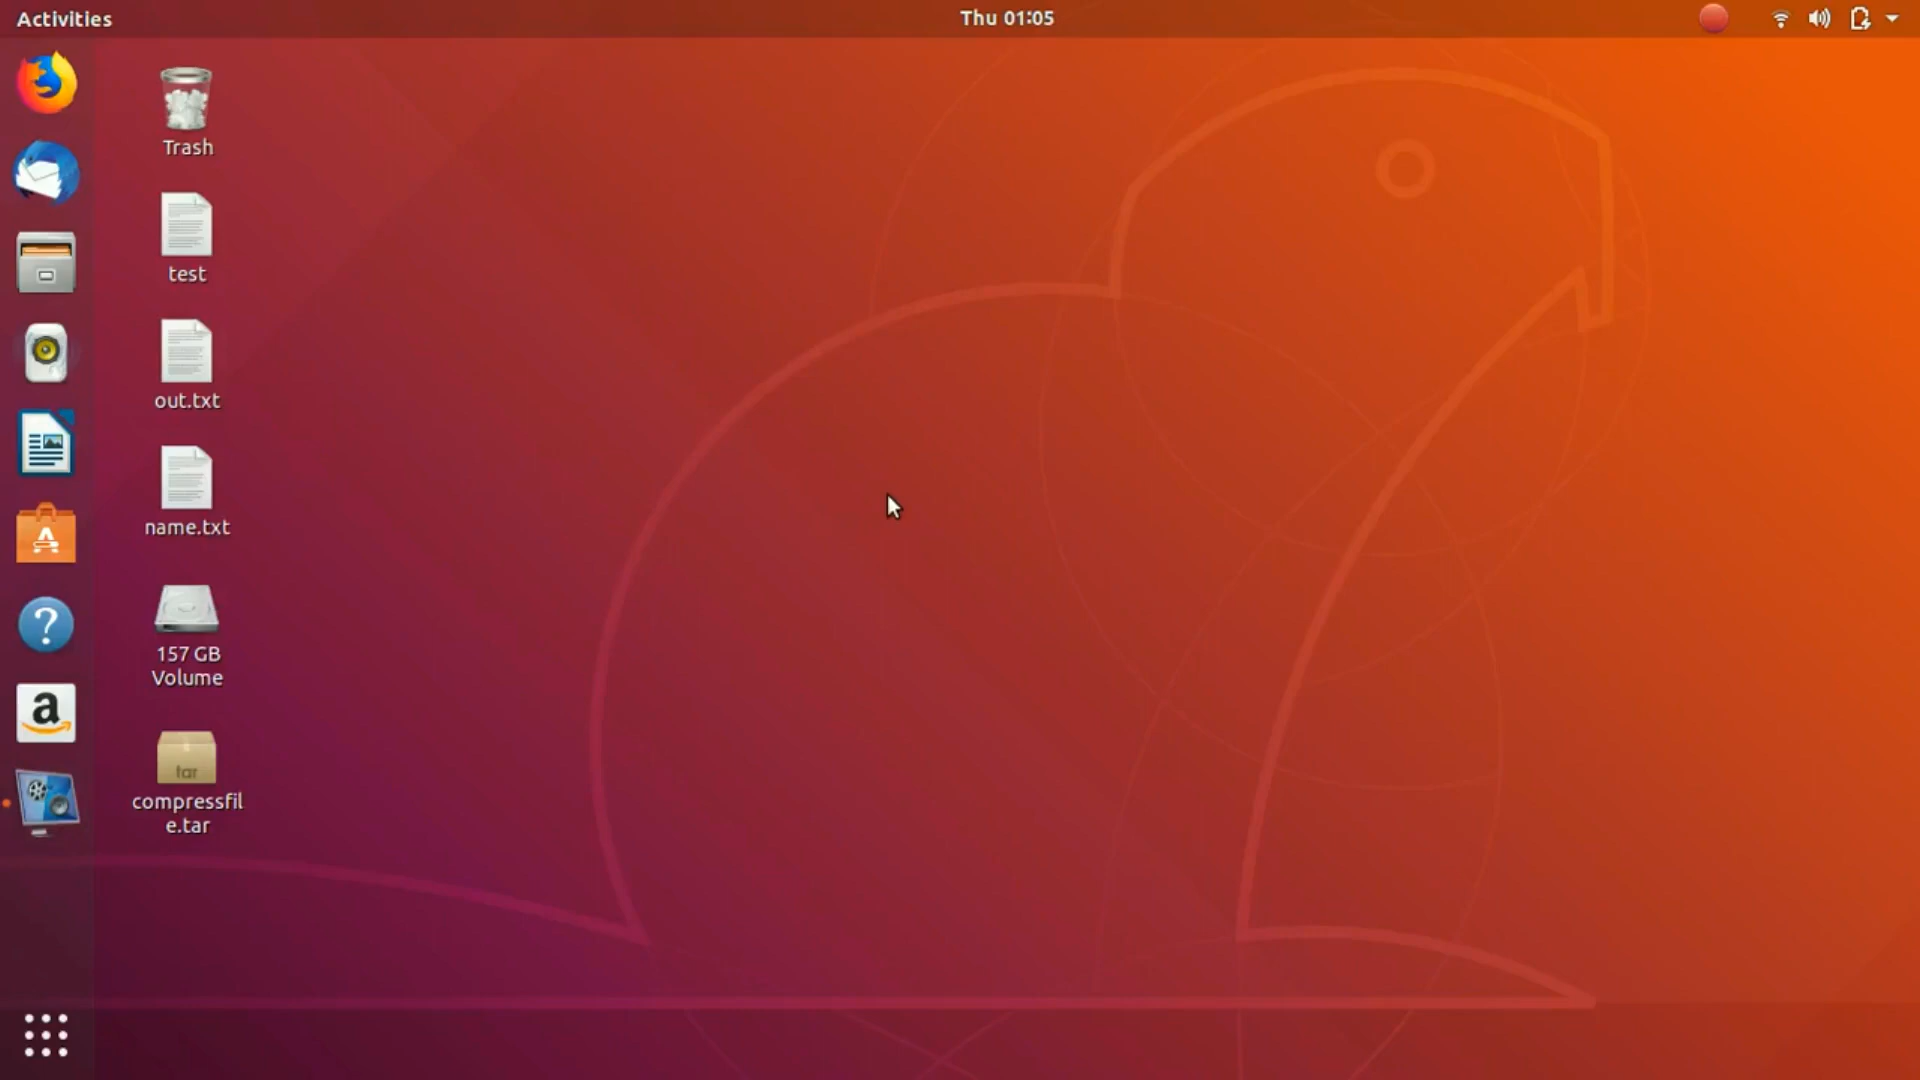 Activities
Thu 01:05
Trash
test
out.txt
name.txt
157 GB
Volume
tar
compressfil
e.tar